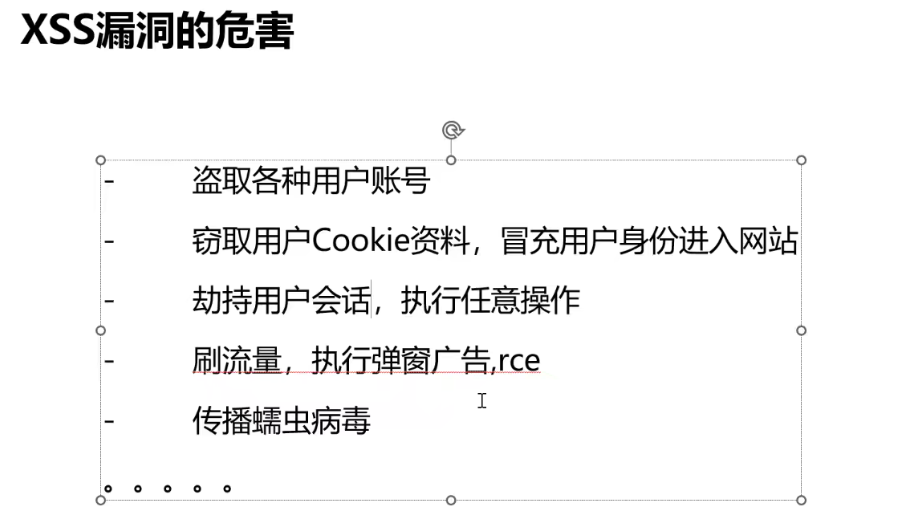 XSS漏洞的危害
- 盗取各种用户账号
- 窃取用户Cookie资料，冒充用户身份进入网站
- 劫持用户会话，执行任意操作
- 刷流量，执行弹窗广告,rce
- 传播蠕虫病毒
。。。。。